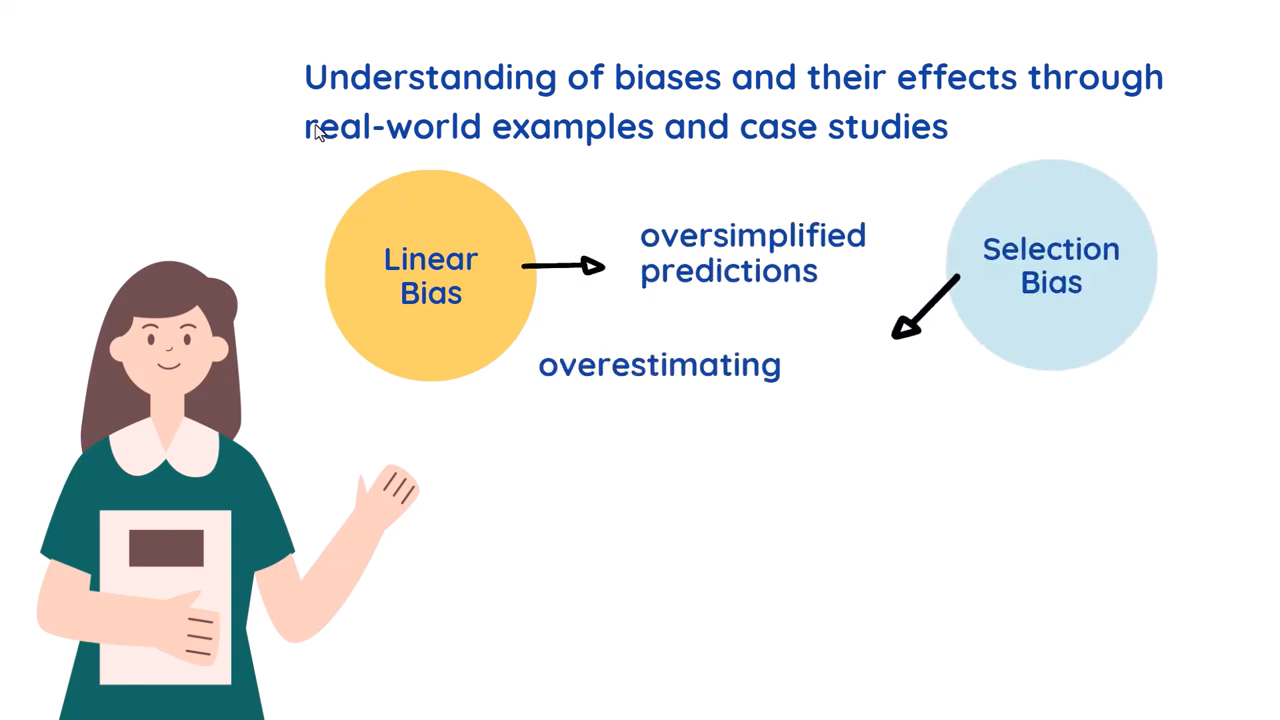 Understanding of biases and their effects through
real-world examples and case studies
Linear
Bias
oversimplified
predictions
Selection
Bias
overestimating